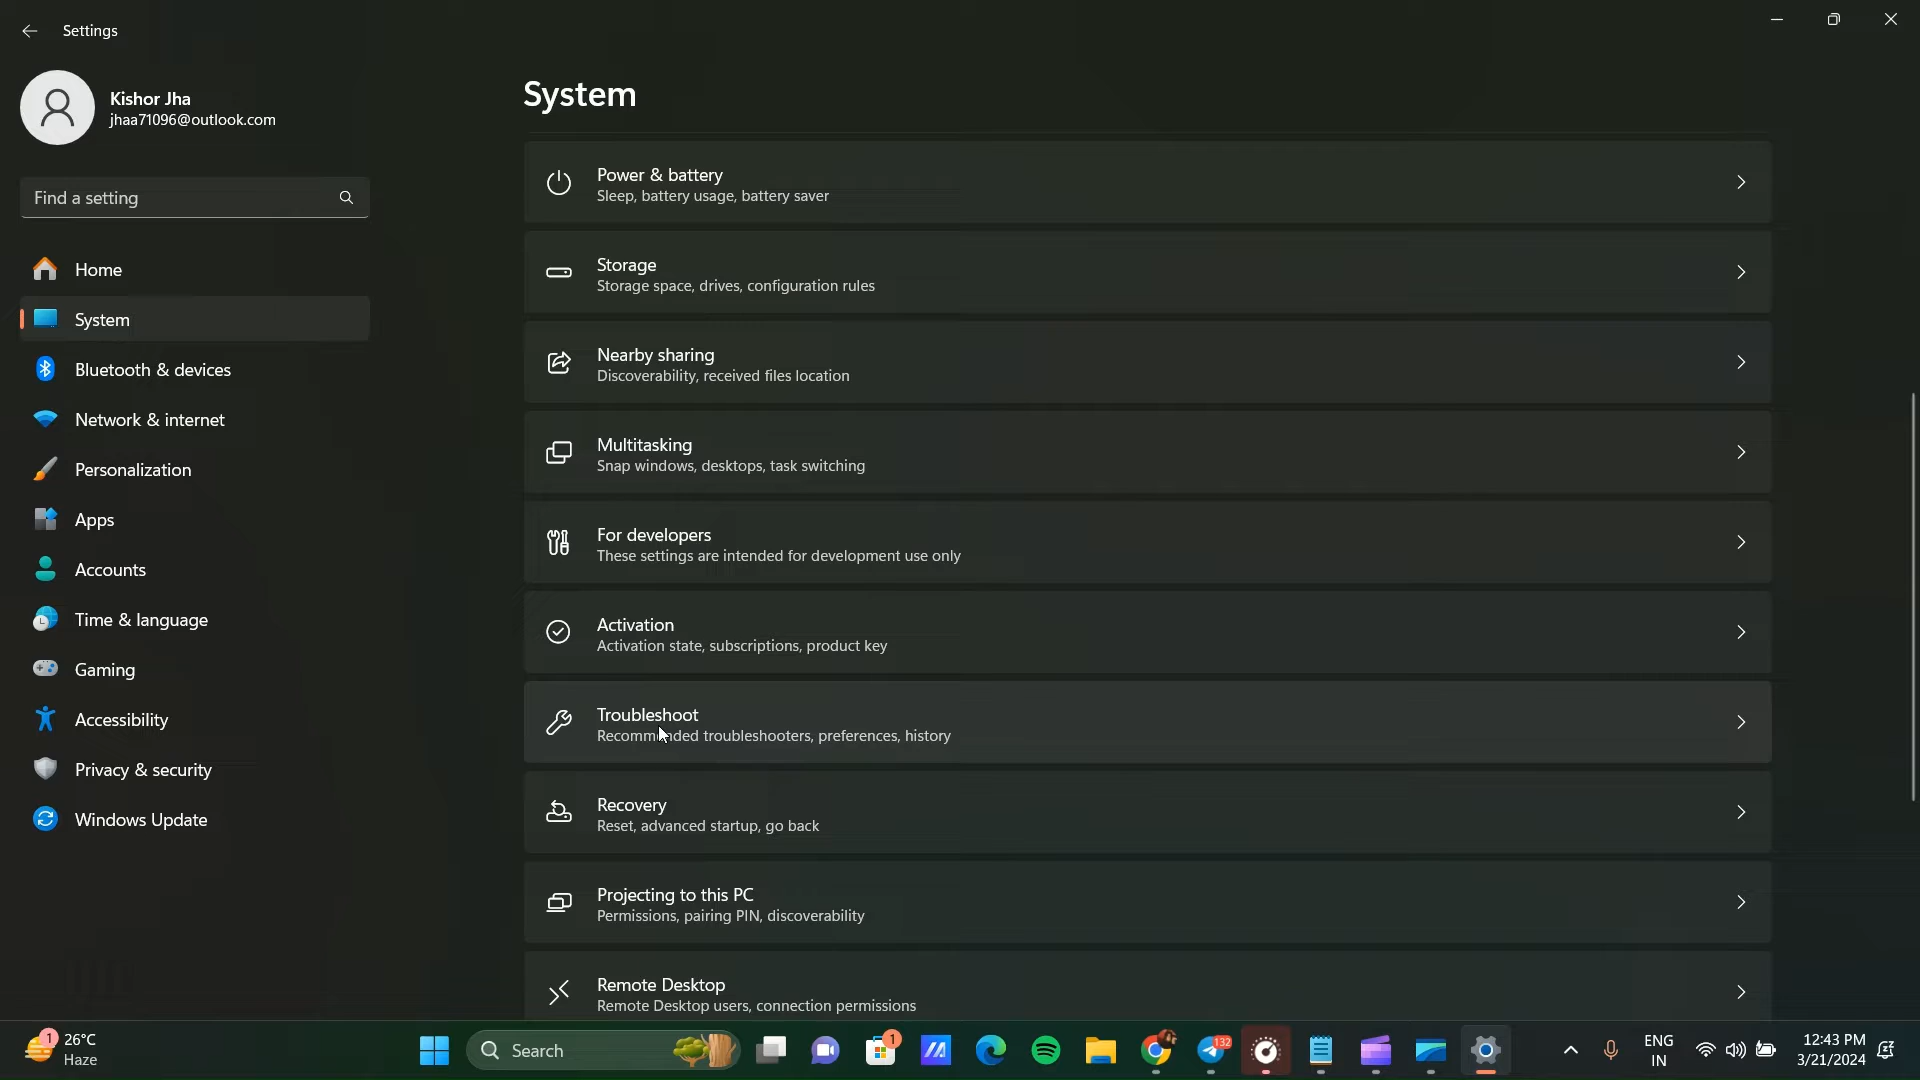 Settings
Kishor Jha
jhaa71096@outlook.com
Find a setting
Home
System
Bluetooth & devices
Network & internet
Personalization
Apps
Accounts
Time & language
Gaming
Accessibility
Privacy & security
Windows Update
System
Power & battery
Sleep, battery usage, battery saver
Storage
Storage space, drives, configuration rules
Nearby sharing
Discoverability, received files location
Multitasking
Snap windows, desktops, task switching
For developers
These settings are intended for development use only
Activation
Activation state, subscriptions, product key
Troubleshoot
Recommended troubleshooters, preferences, history
Recovery
Reset, advanced startup, go back
Projecting to this PC
Permissions, pairing PIN, discoverability
Remote Desktop
Remote Desktop users, connection permissions
1
26°C
Haze
Search
1
132
ENG
IN
12:43 PM
3/21/2024